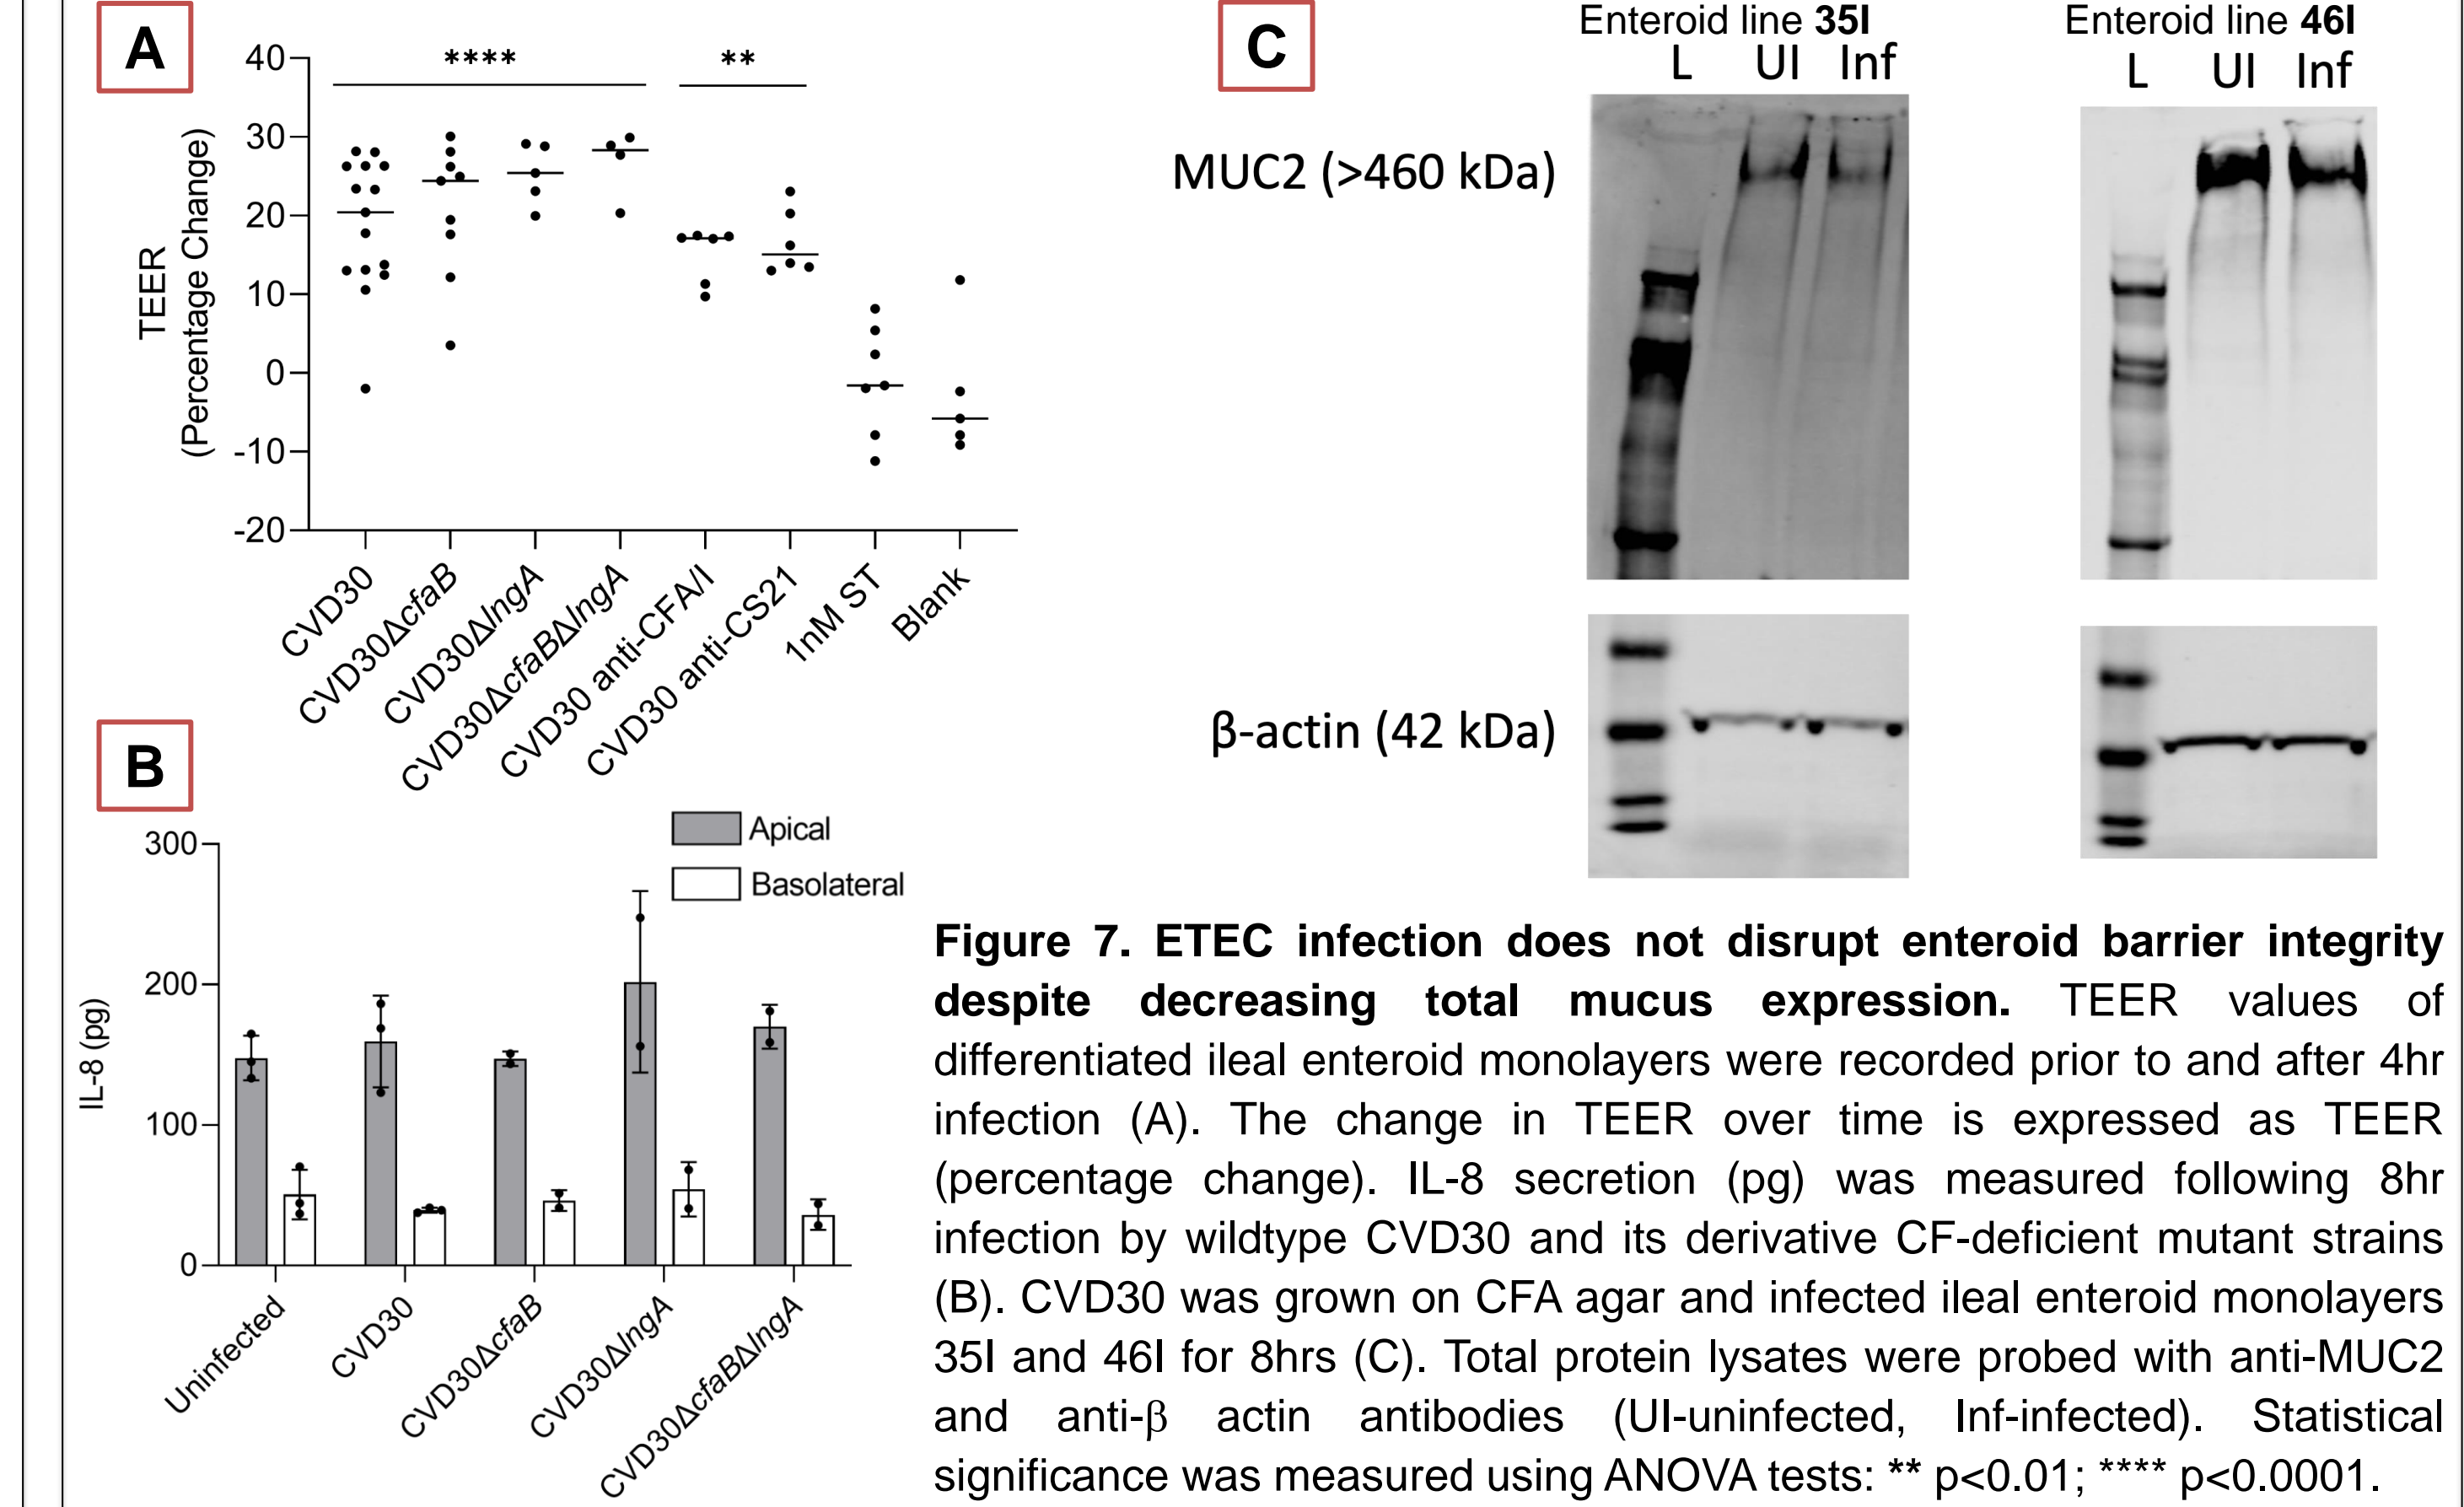 A
40
30
20
10
0
-10
-20
TEER
(Percentage Change)
****
**
CVD30
CVD30ΔcfaB
CVD30ΔlngA
CVD30ΔcfaBΔlngA
CVD30 anti-CFA/I
CVD30 anti-CS21
1nM ST
Blank
B
300
200
100
0
IL-8 (pg)
Apical
Basolateral
Uninfected
CVD30
CVD30ΔcfaB
CVD30ΔlngA
CVD30ΔcfaBΔlngA
C
Enteroid line 35I
L UI Inf
Enteroid line 46I
L UI Inf
MUC2 (>460 kDa)
β-actin (42 kDa)
Figure 7. ETEC infection does not disrupt enteroid barrier integrity
despite decreasing total mucus expression. TEER values of
differentiated ileal enteroid monolayers were recorded prior to and after 4hr
infection (A). The change in TEER over time is expressed as TEER
(percentage change). IL-8 secretion (pg) was measured following 8hr
infection by wildtype CVD30 and its derivative CF-deficient mutant strains
(B). CVD30 was grown on CFA agar and infected ileal enteroid monolayers
35I and 46I for 8hrs (C). Total protein lysates were probed with anti-MUC2
and anti-β actin antibodies (UI-uninfected, Inf-infected). Statistical
significance was measured using ANOVA tests: ** p<0.01; **** p<0.0001.